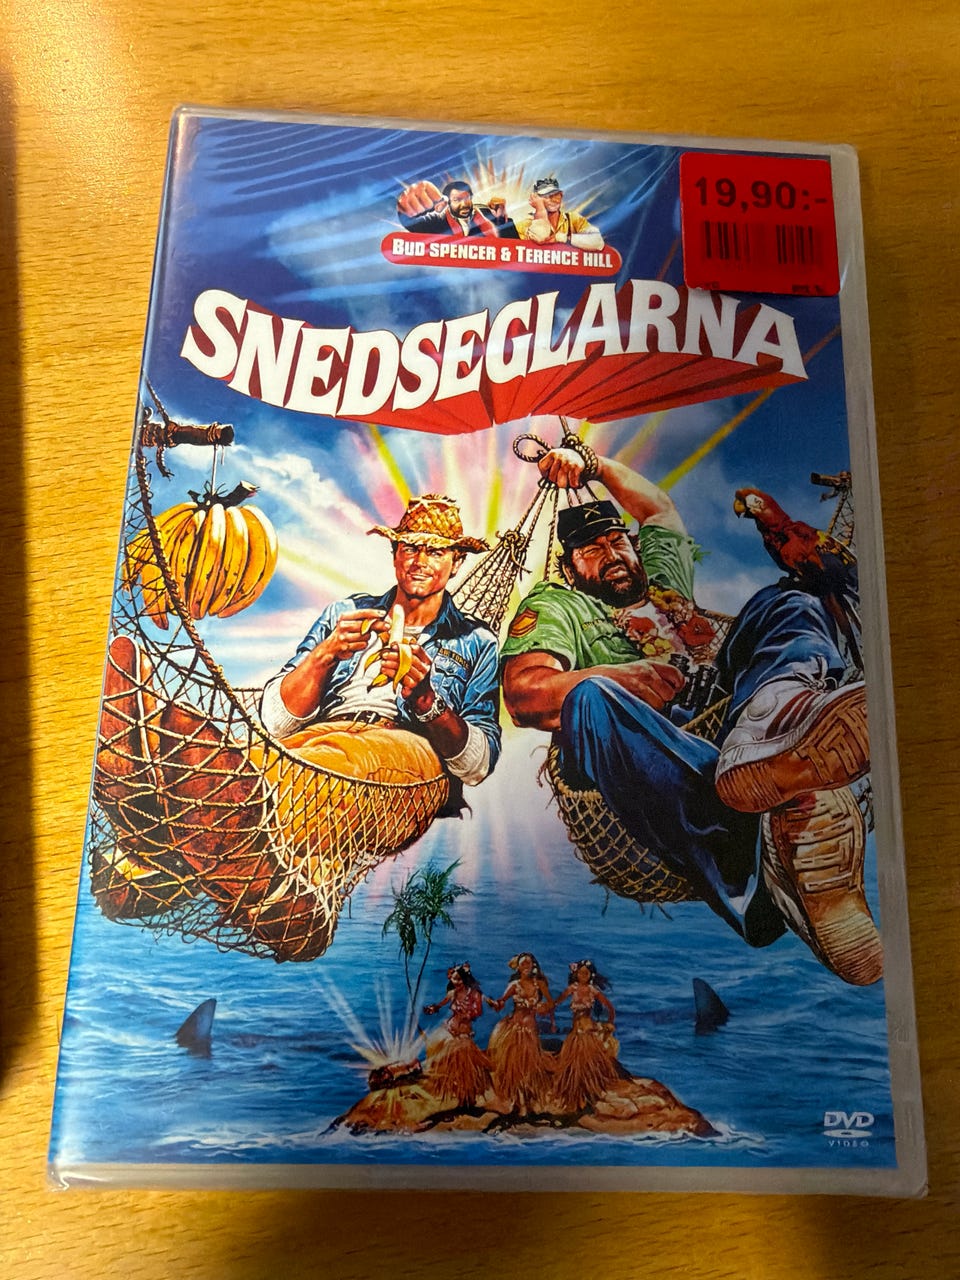 19,90:-
BUD SPENCER & TERENCE HILL
SNEDSEGLARNA
DVD
VIDEO